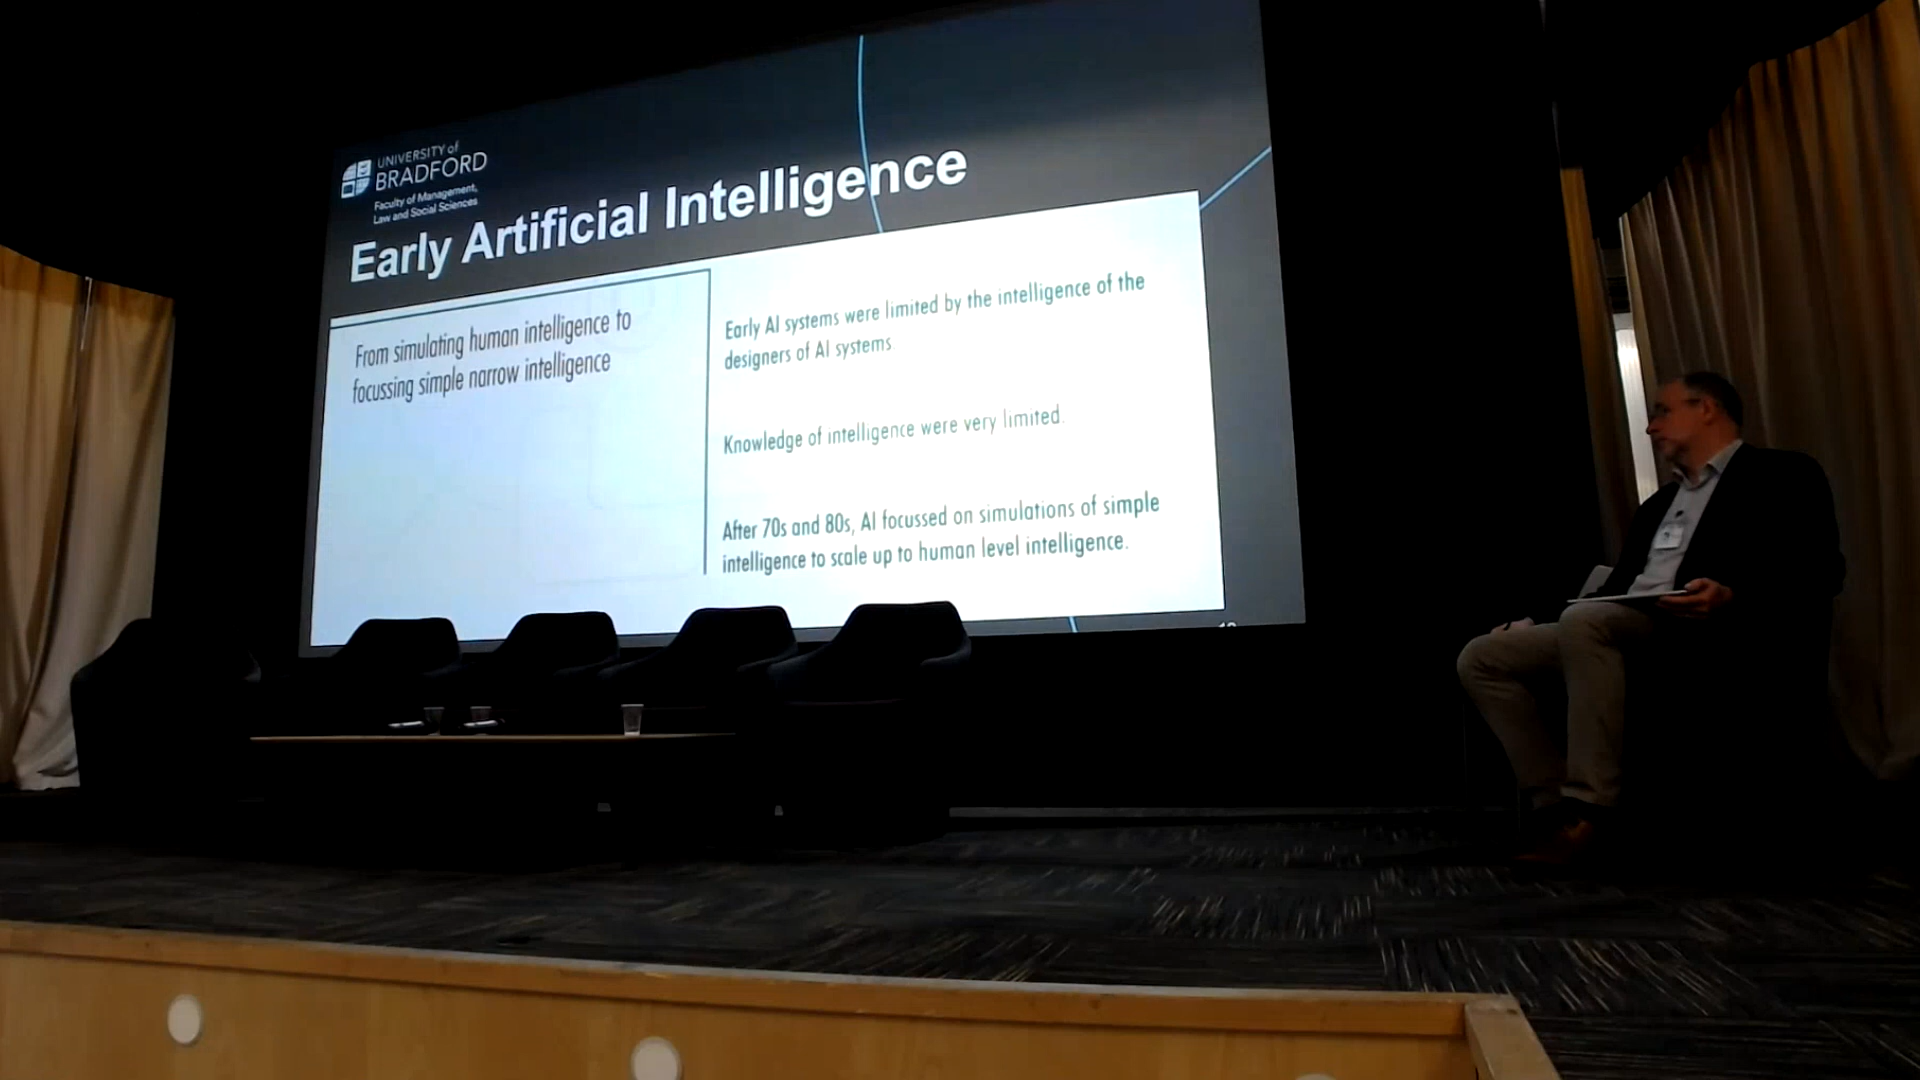 UNIVERSITY of
BRADFORD
Faculty of Management,
Law and Social Sciences
Early Artificial Intelligence
From simulating human intelligence to
focussing simple narrow intelligence
Early AI systems were limited by the intelligence of the
designers of AI systems
Knowledge of intelligence were very limited.
After 70s and 80s, AI focussed on simulations of simple
intelligence to scale up to human level intelligence.